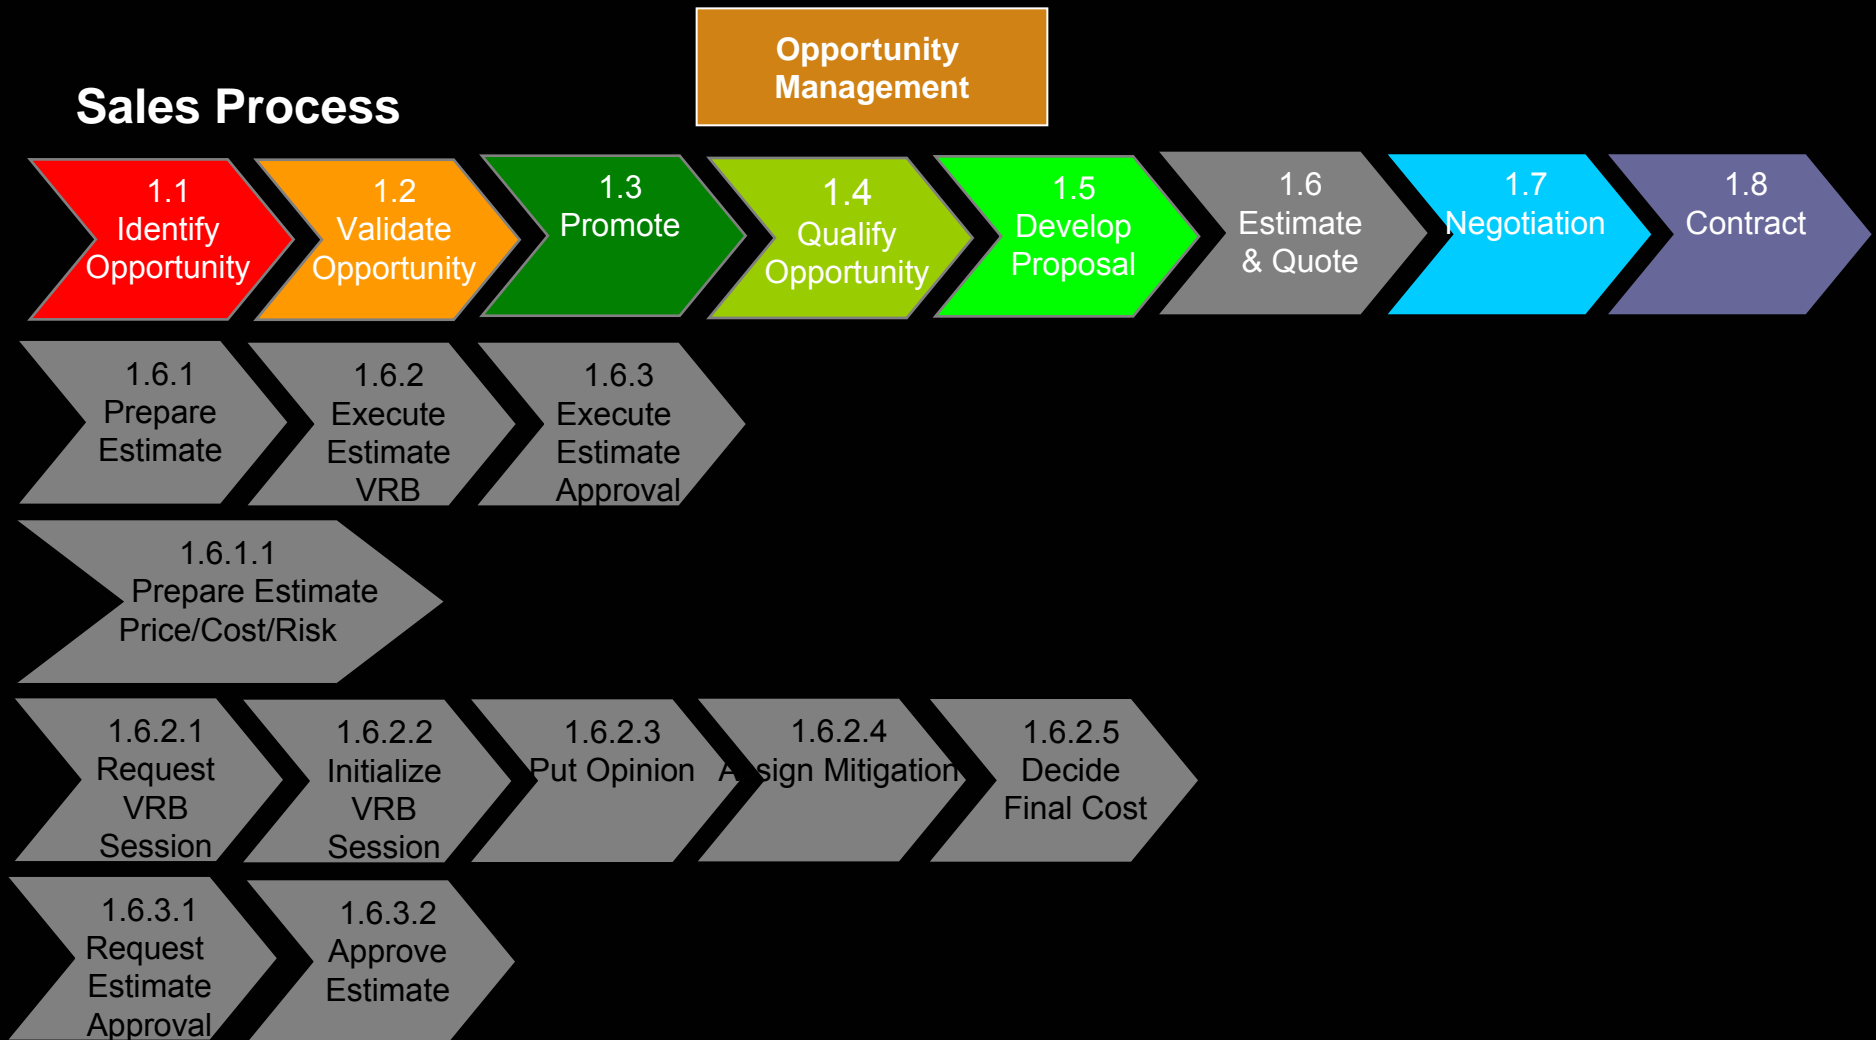 Opportunity
Management
Sales Process
1.1
Identify
Opportunity
1.2
Validate
Opportunity
1.3
Promote
1.4
Qualify
Opportunity
1.5
Develop
Proposal
1.6
Estimate
& Quote
1.7
Negotiation
1.8
Contract
1.6.1
Prepare
Estimate
1.6.2
Execute
Estimate
VRB
1.6.3
Execute
Estimate
Approval
1.6.1.1
Prepare Estimate
Price/Cost/Risk
1.6.2.1
Request
VRB
Session
1.6.2.2
Initialize
VRB
Session
1.6.2.3
Put Opinion
1.6.2.4
Assign Mitigation
1.6.2.5
Decide
Final Cost
1.6.3.1
Request
Estimate
Approval
1.6.3.2
Approve
Estimate